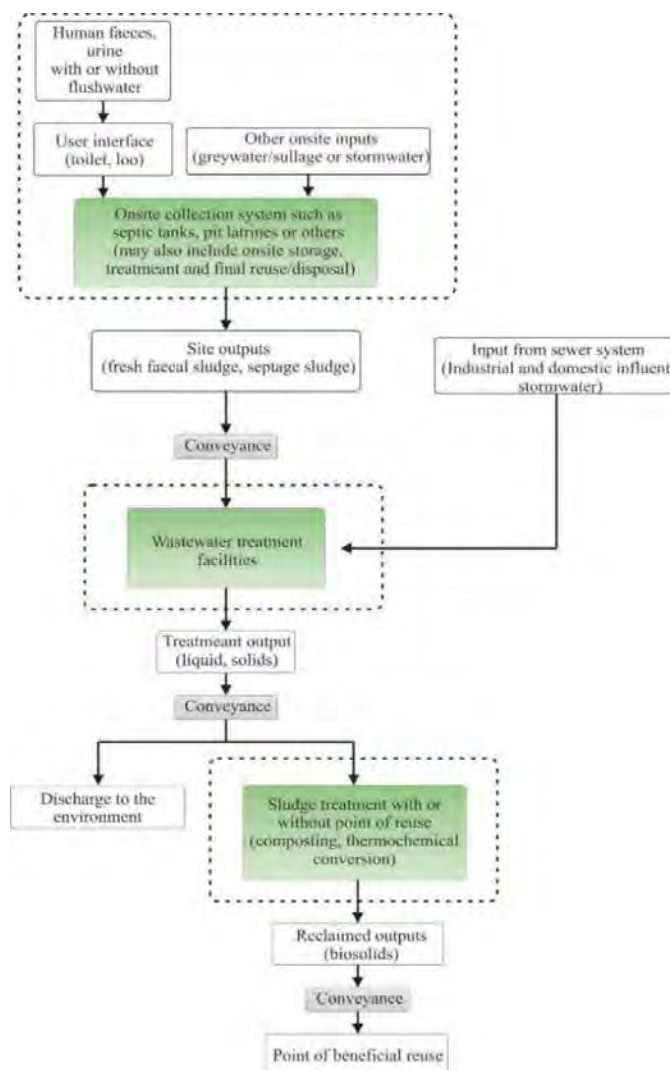 Human faeces,
urine
with or without
flushwater
User interface
(toilet, loo)
Other onsite inputs
(greywater/sullage or stormwater)
Onsite collection system such as
septic tanks, pit latrines or others
(may also include onsite storage,
treatmeant and final reuse/disposal)
Site outputs
(fresh faecal sludge, septage sludge)
Input from sewer system
(Industrial and domestic influent
stormwater)
Conveyance
Wastewater treatment
facilities
Treatmeant output
(liquid, solids)
Conveyance
Discharge to the
environment
Sludge treatment with or
without point of reuse
(composting, thermochemical
conversion)
Reclaimed outputs
(biosolids)
Conveyance
Point of beneficial reuse